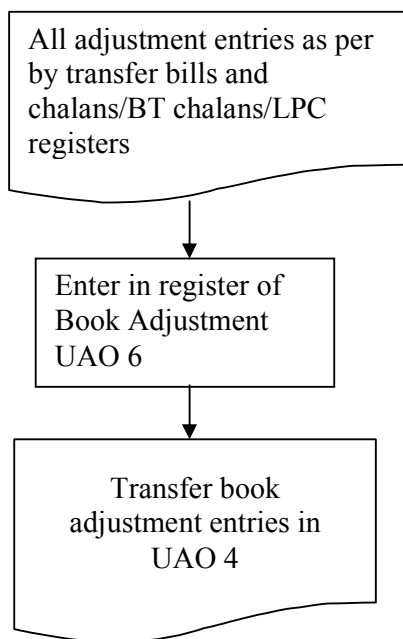 All adjustment entries as per
by transfer bills and
chalans/BT chalans/LPC
registers
Enter in register of
Book Adjustment
UAO 6
Transfer book
adjustment entries in
UAO 4